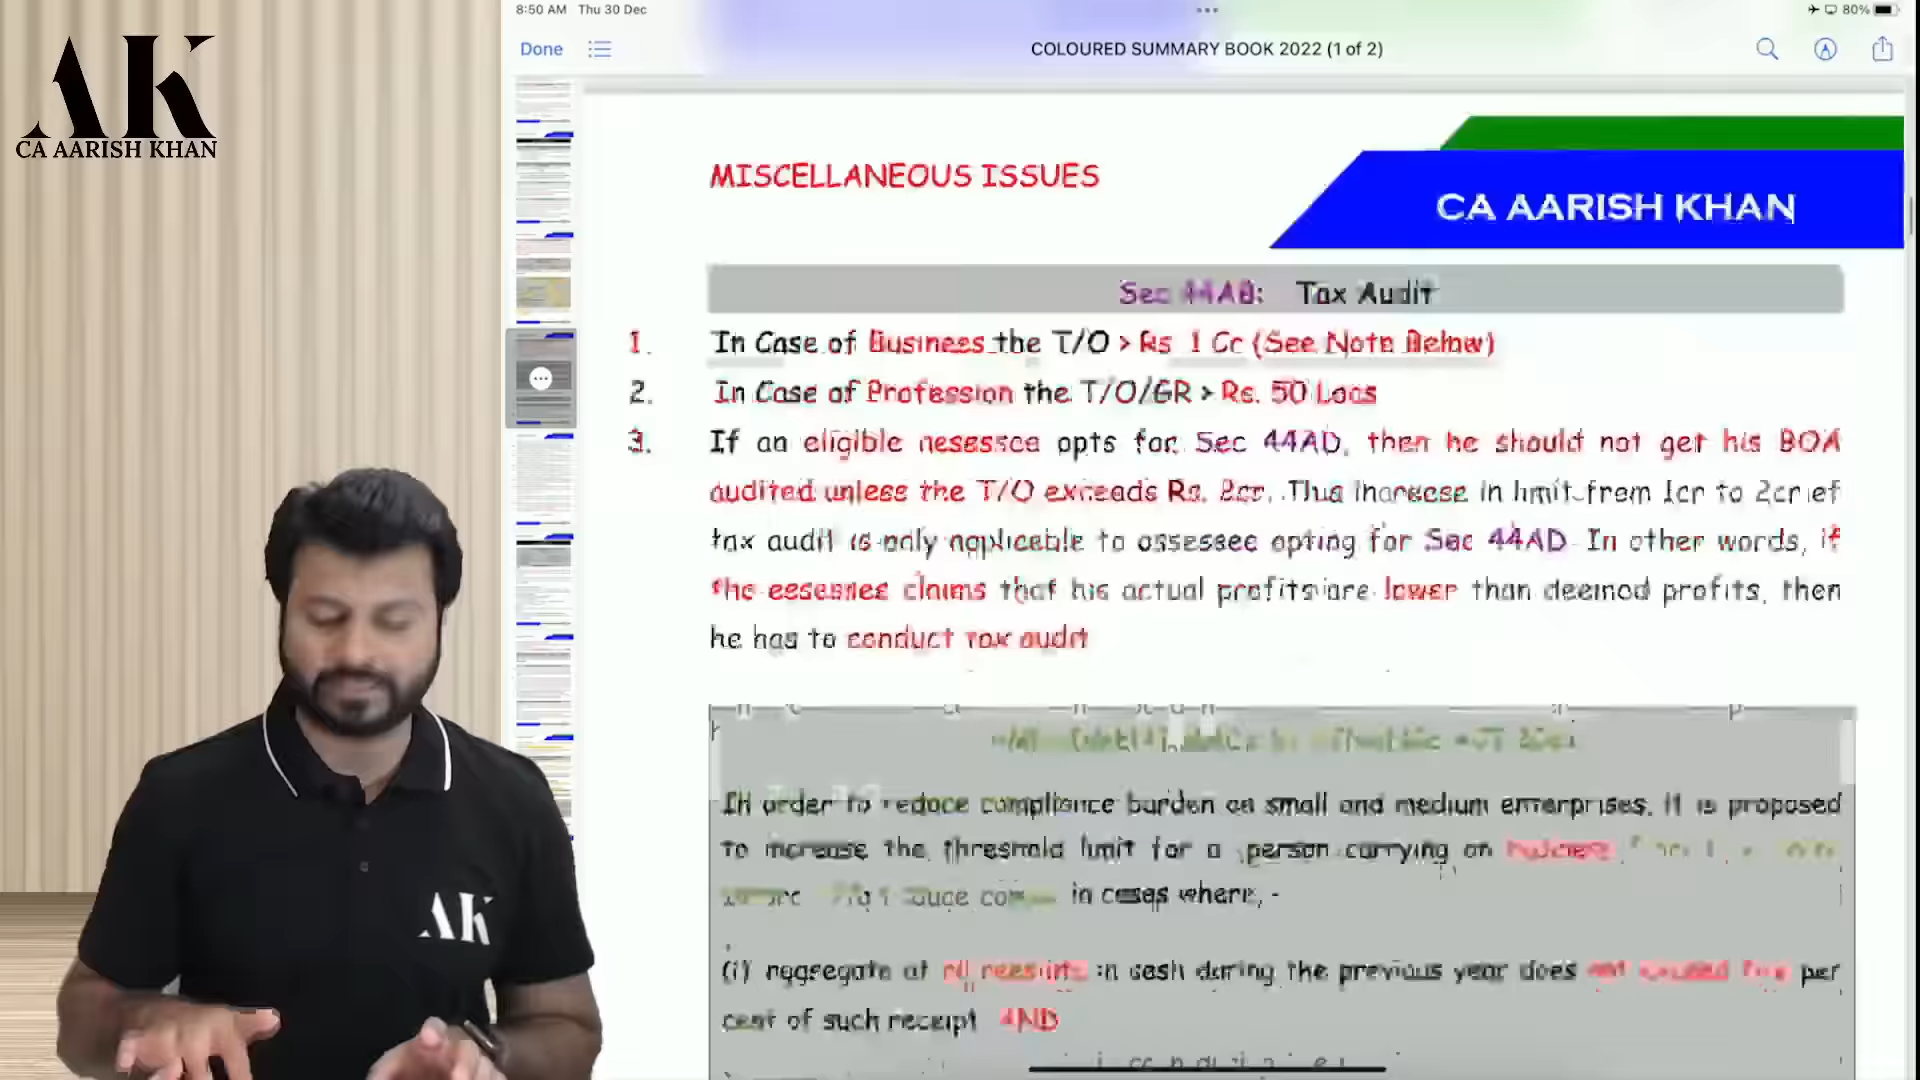 8:50 AM Thu 30 Dec
80%
AK
CA AARISH KHAN
Done
COLOURED SUMMARY BOOK 2022 (1 of 2)
MISCELLANEOUS ISSUES
CA AARISH KHAN
Sec 44AB: Tax Audit
1. In Case of Business the T/O > Rs 1 Cr (See Note Below)
2. In Case of Profession the T/O/GR > Rs. 50 Lacs
3. If an eligible assessee opts for Sec 44AD, then he should not get his BOA
audited unless the T/O exceeds Rs. 2cr. Thus increase in limit from 1cr to 2cr of
tax audit is only applicable to assessee opting for Sec 44AD In other words, if
the assessee claims that his actual profits are lower than deemed profits, then
he has to conduct tax audit
In order to reduce compliance burden on small and medium enterprises, it is proposed
to increase the threshold limit for a person carrying on business
in cases where, -
(i) aggregate of all receipts in cash during the previous year does not exceed five per
cent of such receipt AND
AK